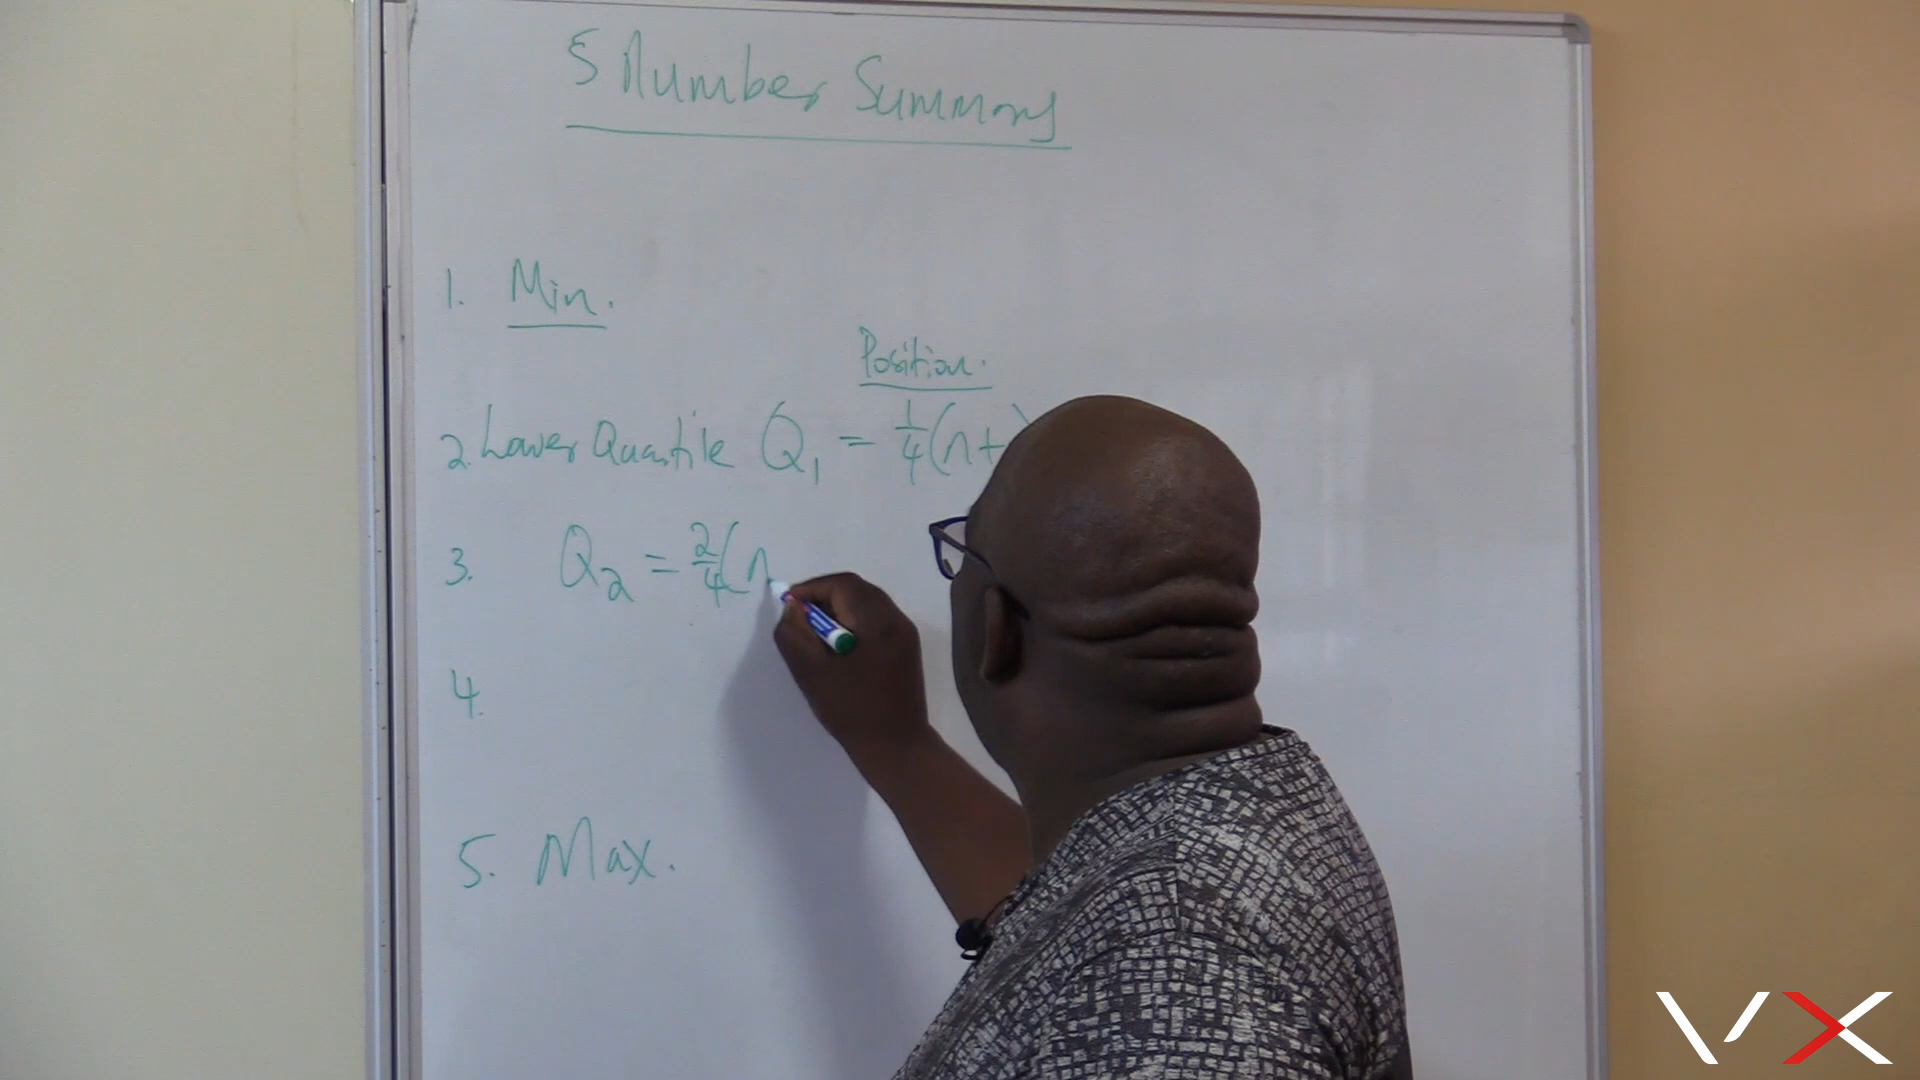 5 Number Summary
1. Min.
Position.
2. Lower Quartile Q₁ = 1/4(n+
3. Q₂ = 2/4(n
4.
5. Max.
VX